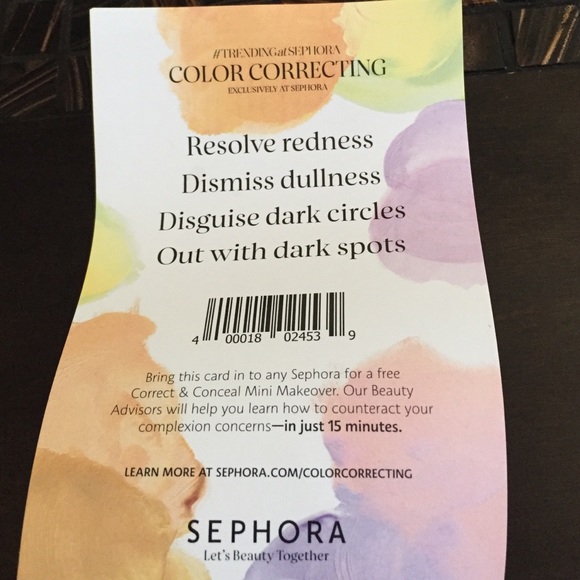 #TRENDINGatSEPHORA
COLOR CORRECTING
EXCLUSIVELY AT SEPHORA
Resolve redness
Dismiss dullness
Disguise dark circles
Out with dark spots
4 00018 02453 9
Bring this card in to any Sephora for a free
Correct & Conceal Mini Makeover. Our Beauty
Advisors will help you learn how to counteract your
complexion concerns—in just 15 minutes.
LEARN MORE AT SEPHORA.COM/COLORCORRECTING
SEPHORA
Let's Beauty Together